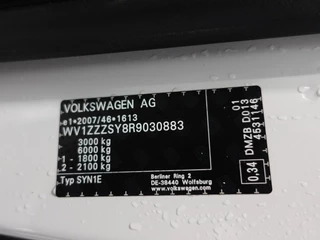 VOLKSWAGEN AG
e1*2007/46*1613
WV1ZZZSY8R9030883
3000 kg
6000 kg
1 - 1800 kg
2 - 2100 kg
Typ SYN1E
Berliner Ring 2
DE-38440 Wolfsburg
www.volkswagen.com
01
DMZB D013
4531146
0.34